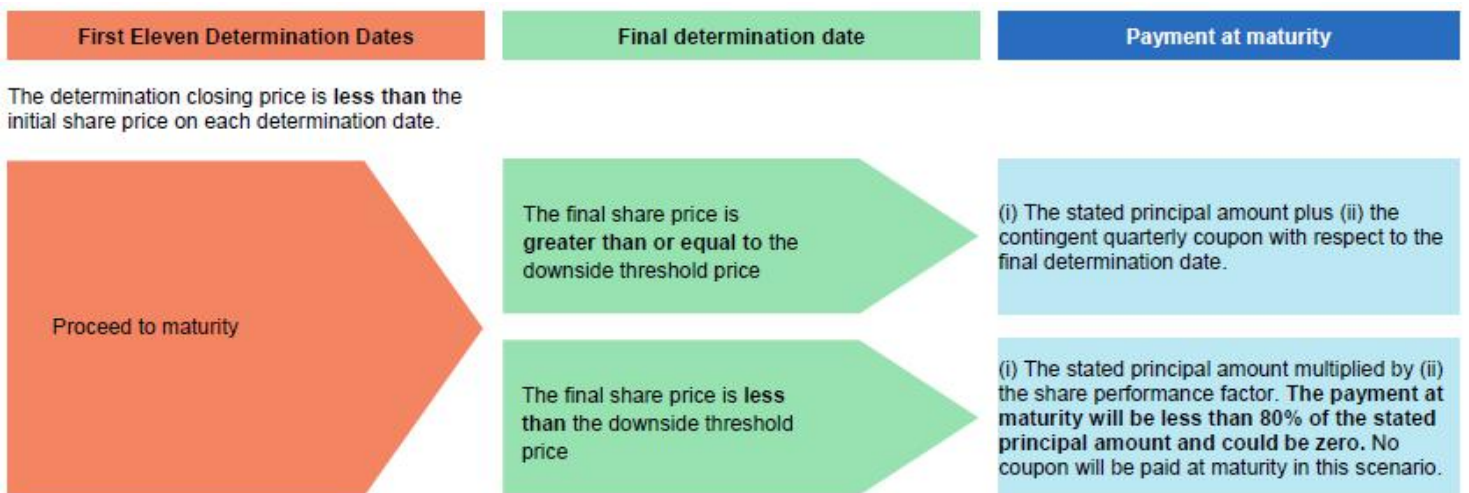 First Eleven Determination Dates
Final determination date
Payment at maturity
The determination closing price is less than the
initial share price on each determination date.
Proceed to maturity
The final share price is
greater than or equal to the
downside threshold price
(i) The stated principal amount plus (ii) the
contingent quarterly coupon with respect to the
final determination date.
The final share price is less
than the downside threshold
price
(i) The stated principal amount multiplied by (ii)
the share performance factor. The payment at
maturity will be less than 80% of the stated
principal amount and could be zero. No
coupon will be paid at maturity in this scenario.